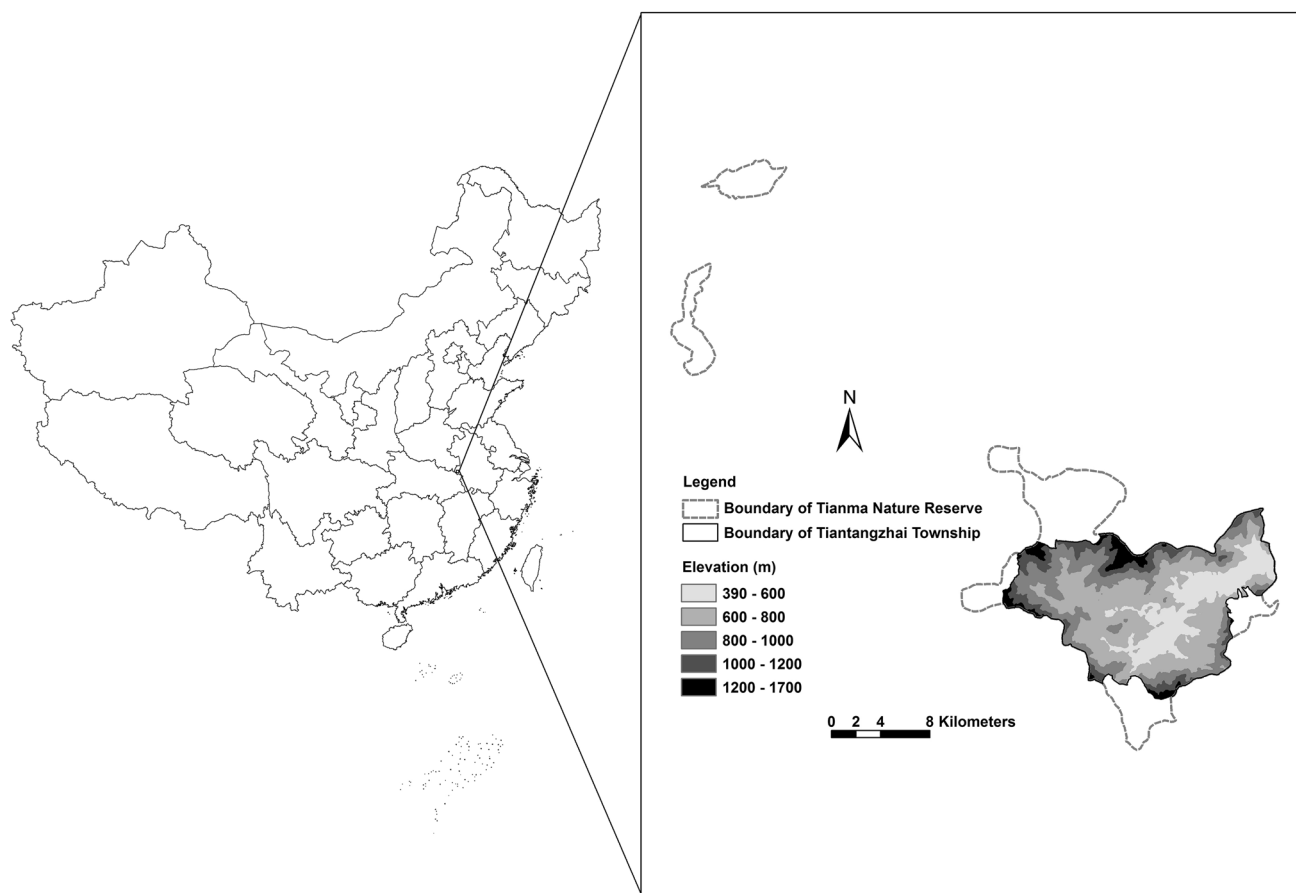 N
Legend
Boundary of Tianma Nature Reserve
Boundary of Tiantangzhai Township
Elevation (m)
390 - 600
600 - 800
800 - 1000
1000 - 1200
1200 - 1700
0 2 4 8 Kilometers